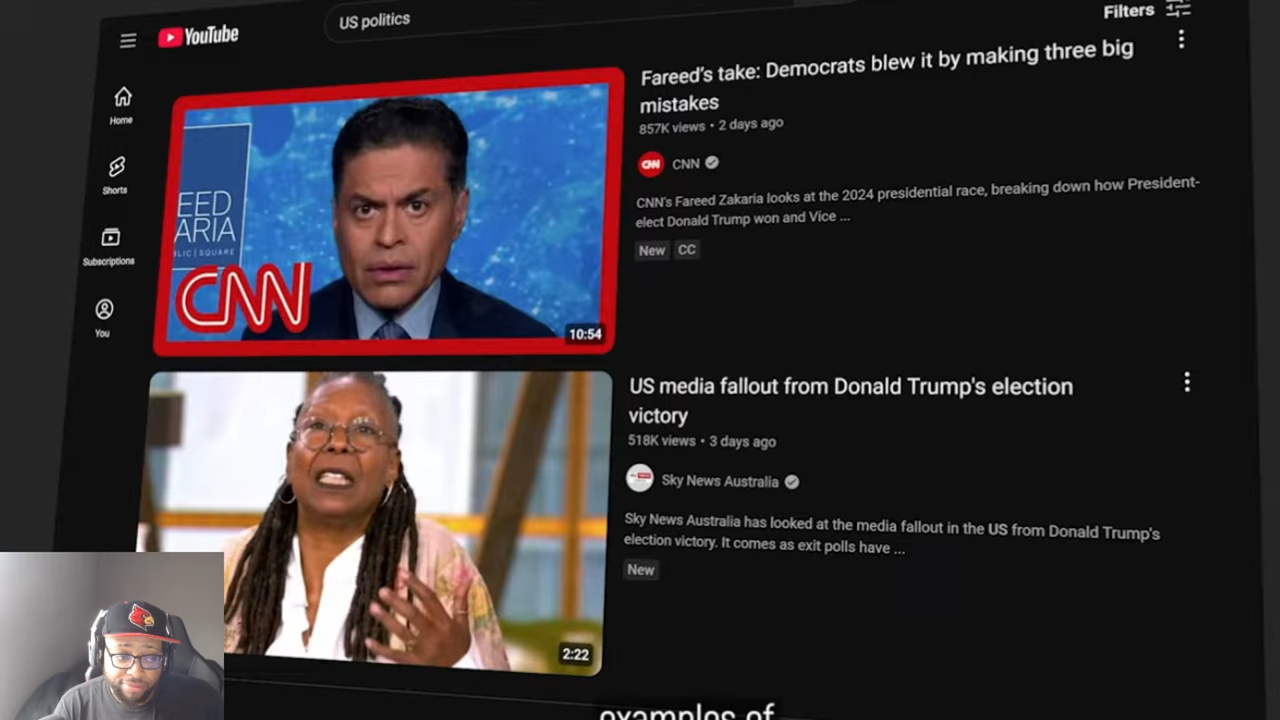 YouTube
US politics
Filters
Home
Shorts
Subscriptions
You
EED
ARIA
LIC | SQUARE
CNN
10:54
Fareed's take: Democrats blew it by making three big
mistakes
857K views • 2 days ago
CNN
CNN
CNN's Fareed Zakaria looks at the 2024 presidential race, breaking down how President-
elect Donald Trump won and Vice ...
New CC
2:22
US media fallout from Donald Trump's election
victory
518K views • 3 days ago
Sky News Australia
Sky News Australia has looked at the media fallout in the US from Donald Trump's
election victory. It comes as exit polls have ...
New
examples of